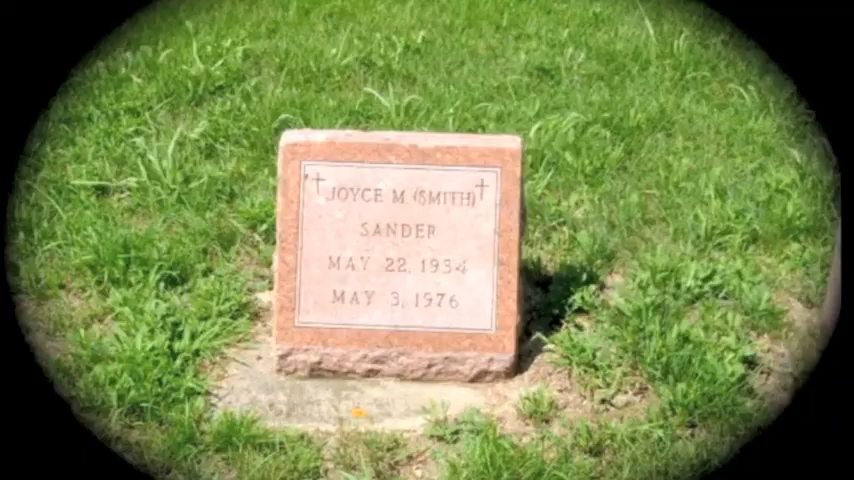 JOYCE M. (SMITH)
SANDER
MAY 22, 1934
MAY 3, 1976